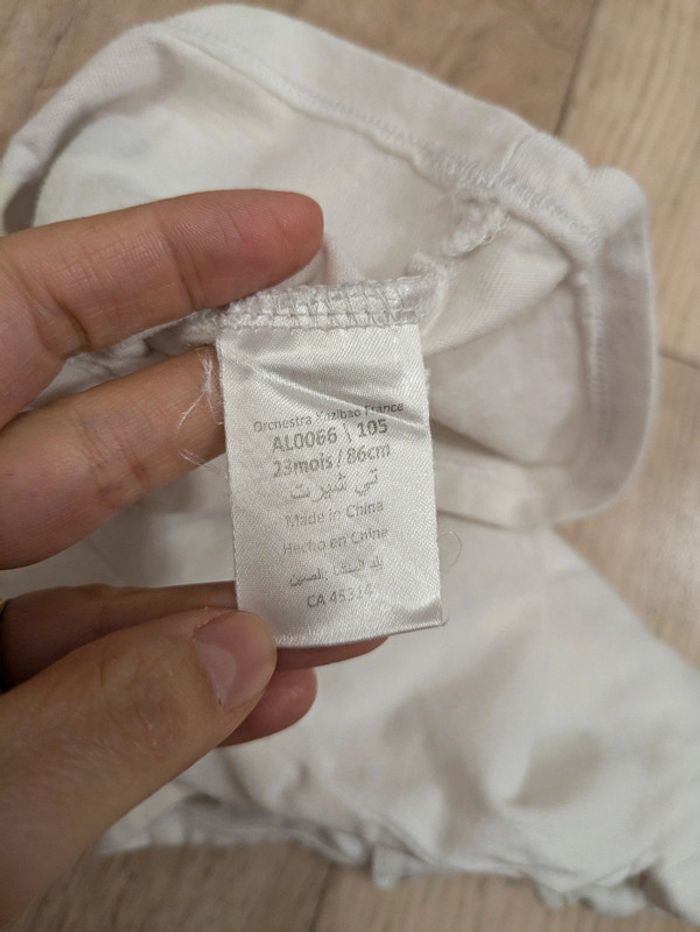 Orchestra Kazibao France
AL0066 \ 105
23mois / 86cm
تي شيرت
Made in China
Hecho en China
بلد المنشأ: الصين
CA 45314